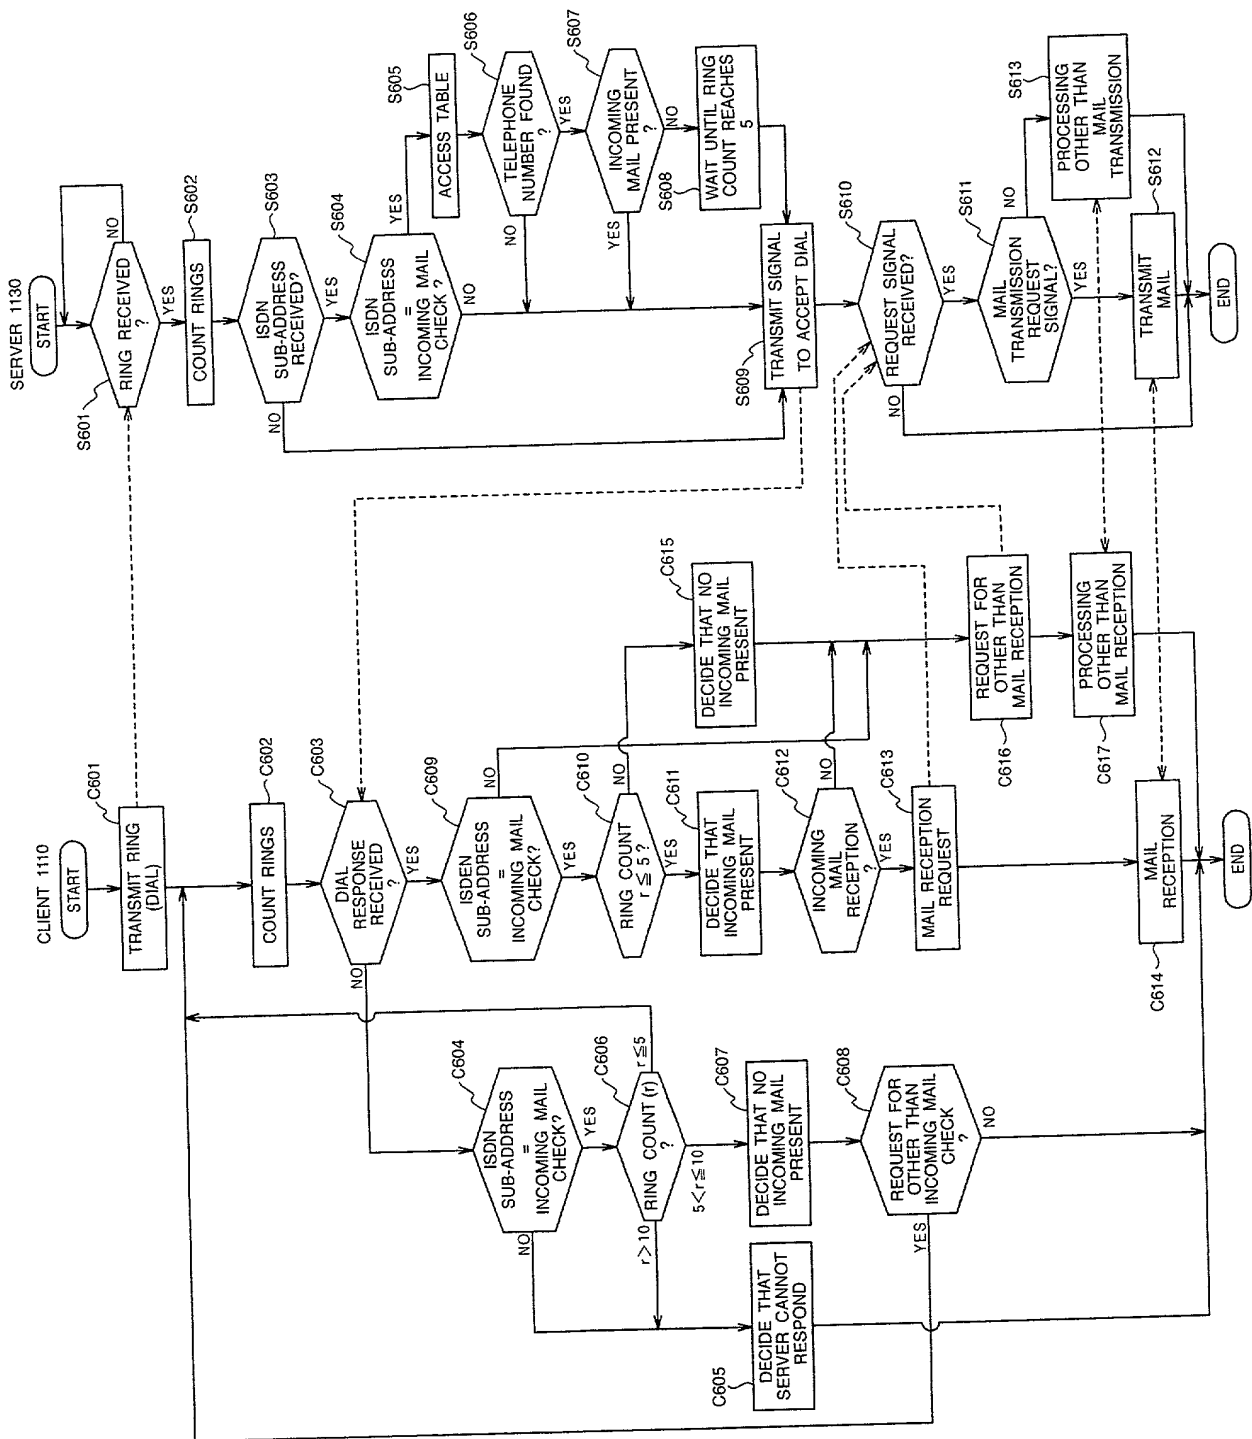 CLIENT 1110
START
C601
TRANSMIT RING
(DIAL)
C602
COUNT RINGS
C603
DIAL
RESPONSE
RECEIVED
?
NO
YES
C604
ISDN
SUB-ADDRESS
=
INCOMING MAIL
CHECK?
NO
YES
C606
RING COUNT (r)
?
r≦5
r>10
5<r≦10
C605
DECIDE THAT
SERVER CANNOT
RESPOND
C607
DECIDE THAT NO
INCOMING MAIL
PRESENT
C608
REQUEST FOR
OTHER THAN
INCOMING MAIL
CHECK
?
YES
NO
C609
ISDEN
SUB-ADDRESS
=
INCOMING MAIL
CHECK?
NO
YES
C610
RING COUNT
r≦5?
NO
YES
C611
DECIDE THAT
INCOMING MAIL
PRESENT
C612
INCOMING
MAIL
RECEPTION
?
NO
YES
C613
MAIL RECEPTION
REQUEST
C614
MAIL
RECEPTION
C615
DECIDE THAT NO
INCOMING MAIL
PRESENT
C616
REQUEST FOR
OTHER THAN
MAIL RECEPTION
C617
PROCESSING
OTHER THAN
MAIL RECEPTION
END
SERVER 1130
START
S601
RING RECEIVED
?
NO
YES
S602
COUNT RINGS
S603
ISDN
SUB-ADDRESS
RECEIVED?
NO
YES
S604
ISDN
SUB-ADDRESS
=
INCOMING MAIL
CHECK ?
YES
NO
S605
ACCESS TABLE
S606
TELEPHONE
NUMBER FOUND
?
NO
YES
S607
INCOMING
MAIL PRESENT
?
YES
NO
S608
WAIT UNTIL RING
COUNT REACHES
5
S609
TRANSMIT SIGNAL
TO ACCEPT DIAL
S610
REQUEST SIGNAL
RECEIVED?
NO
YES
S611
MAIL
TRANSMISSION
REQUEST
SIGNAL?
NO
YES
S613
PROCESSING
OTHER THAN
MAIL
TRANSMISSION
S612
TRANSMIT
MAIL
END